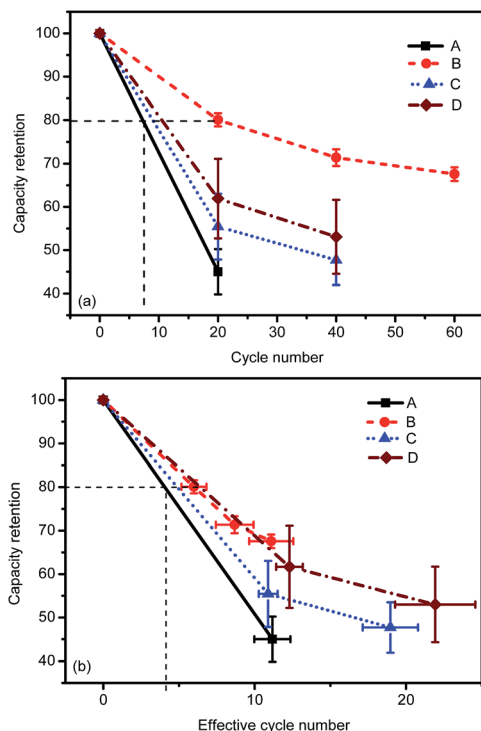 100
90
80
70
60
50
40
Capacity retention
A
B
C
D
(a)
0
10
20
30
40
50
60
Cycle number
100
90
80
70
60
50
40
Capacity retention
A
B
C
D
(b)
0
10
20
Effective cycle number